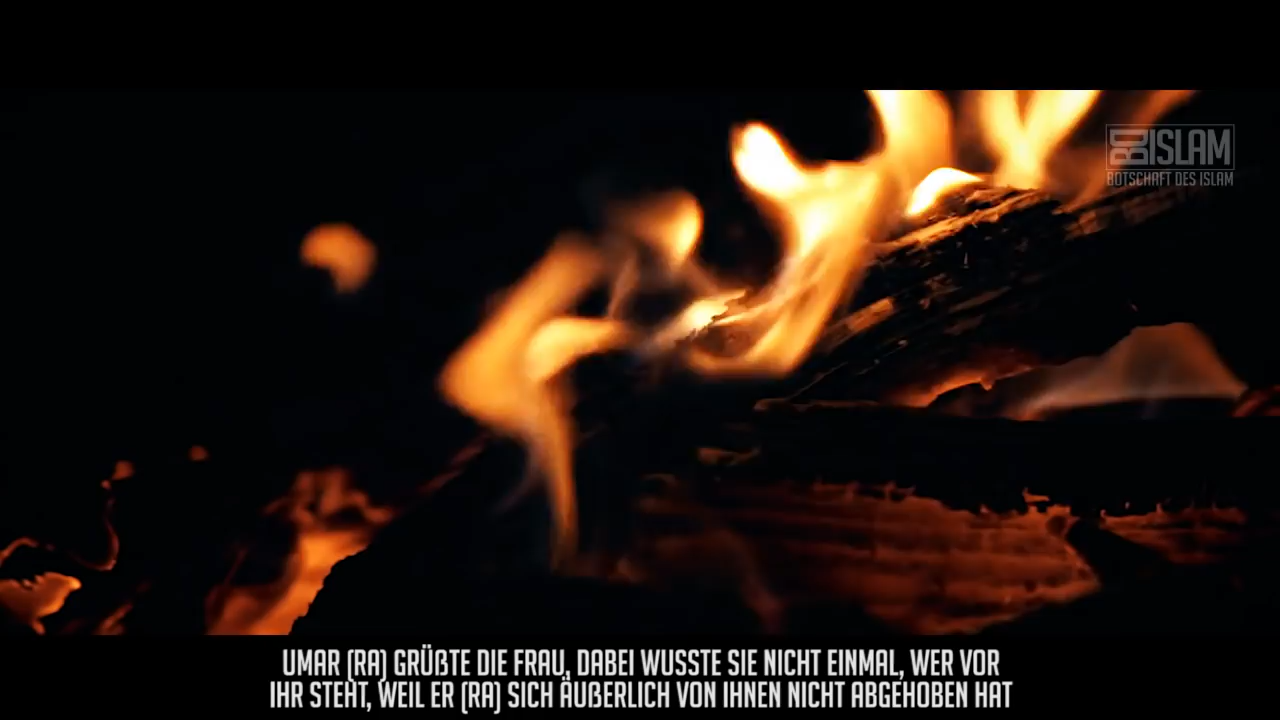 BDI ISLAM
BOTSCHAFT DES ISLAM
UMAR (RA) GRÜßTE DIE FRAU, DABEI WUSSTE SIE NICHT EINMAL, WER VOR
IHR STEHT, WEIL ER (RA) SICH ÄUßERLICH VON IHNEN NICHT ABGEHOBEN HAT